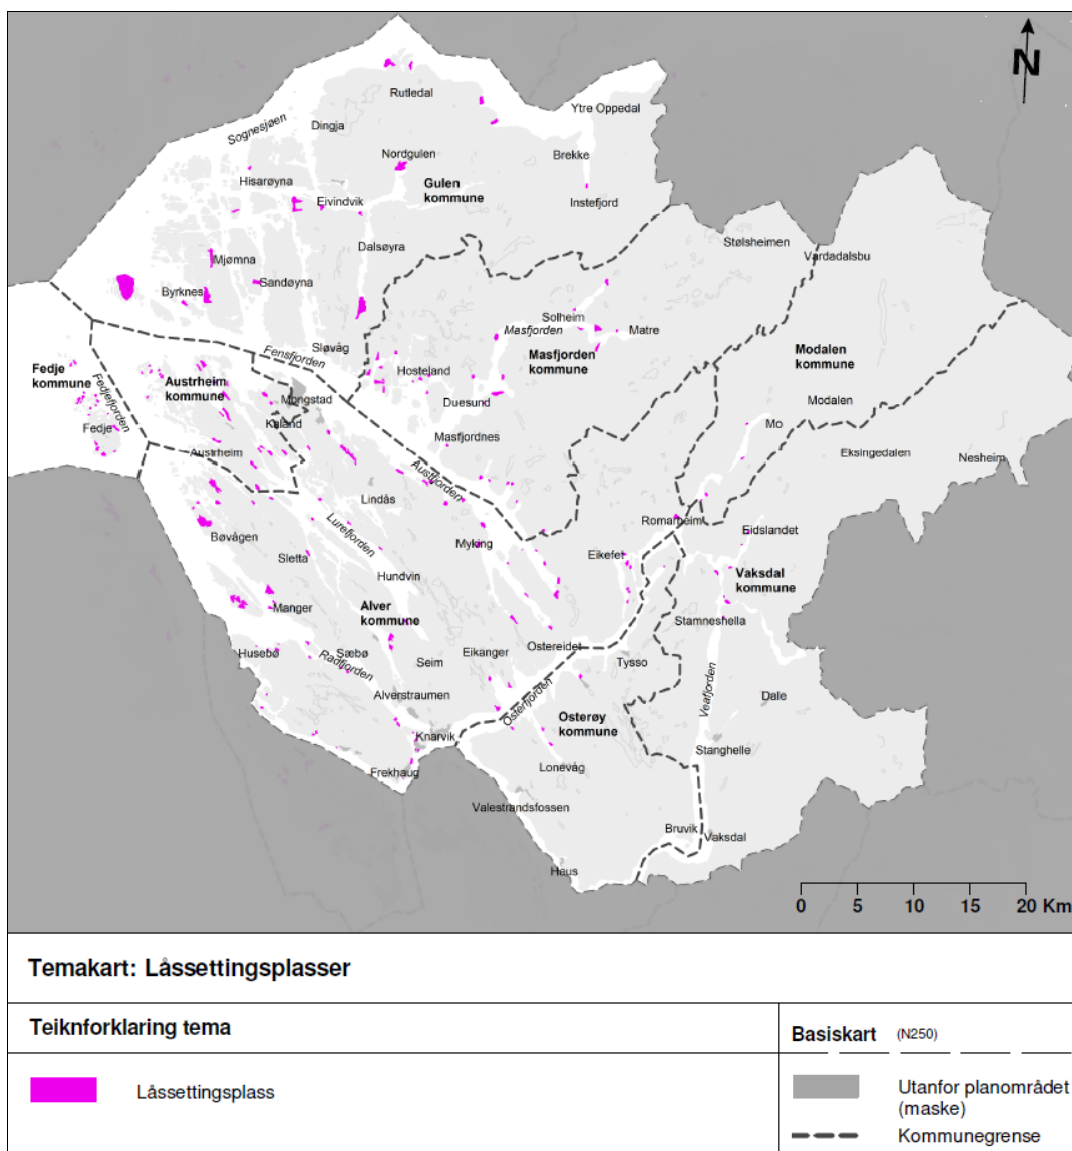 N
Rutledal
Ytre Oppedal
Sognesjøen
Dingja
Nordgulen
Brekke
Hisarøyna
Gulen
kommune
Eivindvik
Instefjord
Dalsøyra
Stølsheimen
Vardadalsbu
Mjømna
Sandøyna
Byrknes
Solheim
Masfjorden
Matre
Sløvåg
Fensfjorden
Masfjorden
kommune
Modalen
kommune
Fedje
kommune
Hosteland
Austrheim
kommune
Fedjefjorden
Mongstad
Duesund
Modalen
Kaland
Mo
Fedje
Masfjordnes
Austrheim
Eksingedalen
Nesheim
Austfjorden
Lindås
Lurefjorden
Romarheim
Eidslandet
Bøvågen
Myking
Eikefet
Sletta
Hundvin
Vaksdal
kommune
Manger
Alver
kommune
Stamneshella
Husebø
Sæbø
Radfjorden
Seim
Eikanger
Ostereidet
Tysso
Veafjorden
Alverstraumen
Osterfjorden
Dale
Osterøy
kommune
Knarvik
Stanghelle
Frekhaug
Lonevåg
Valestrandsfossen
Bruvik
Vaksdal
Haus
0 5 10 15 20 Km
Temakart: Låssettingsplasser
Teiknforklaring tema
Basiskart (N250)
Låssettingsplass
Utanfor planområdet
(maske)
Kommunegrense